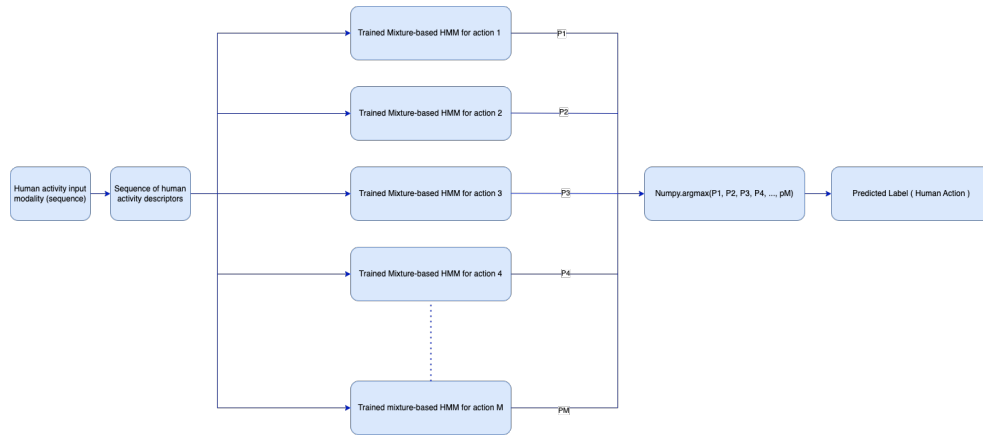 Trained Mixture-based HMM for action 1
P1
Trained Mixture-based HMM for action 2
P2
Human activity input
modality (sequence)
Sequence of human
activity descriptors
Trained Mixture-based HMM for action 3
P3
Numpy.argmax(P1, P2, P3, P4, ..., pM)
Predicted Label ( Human Action )
Trained Mixture-based HMM for action 4
P4
Trained mixture-based HMM for action M
PM